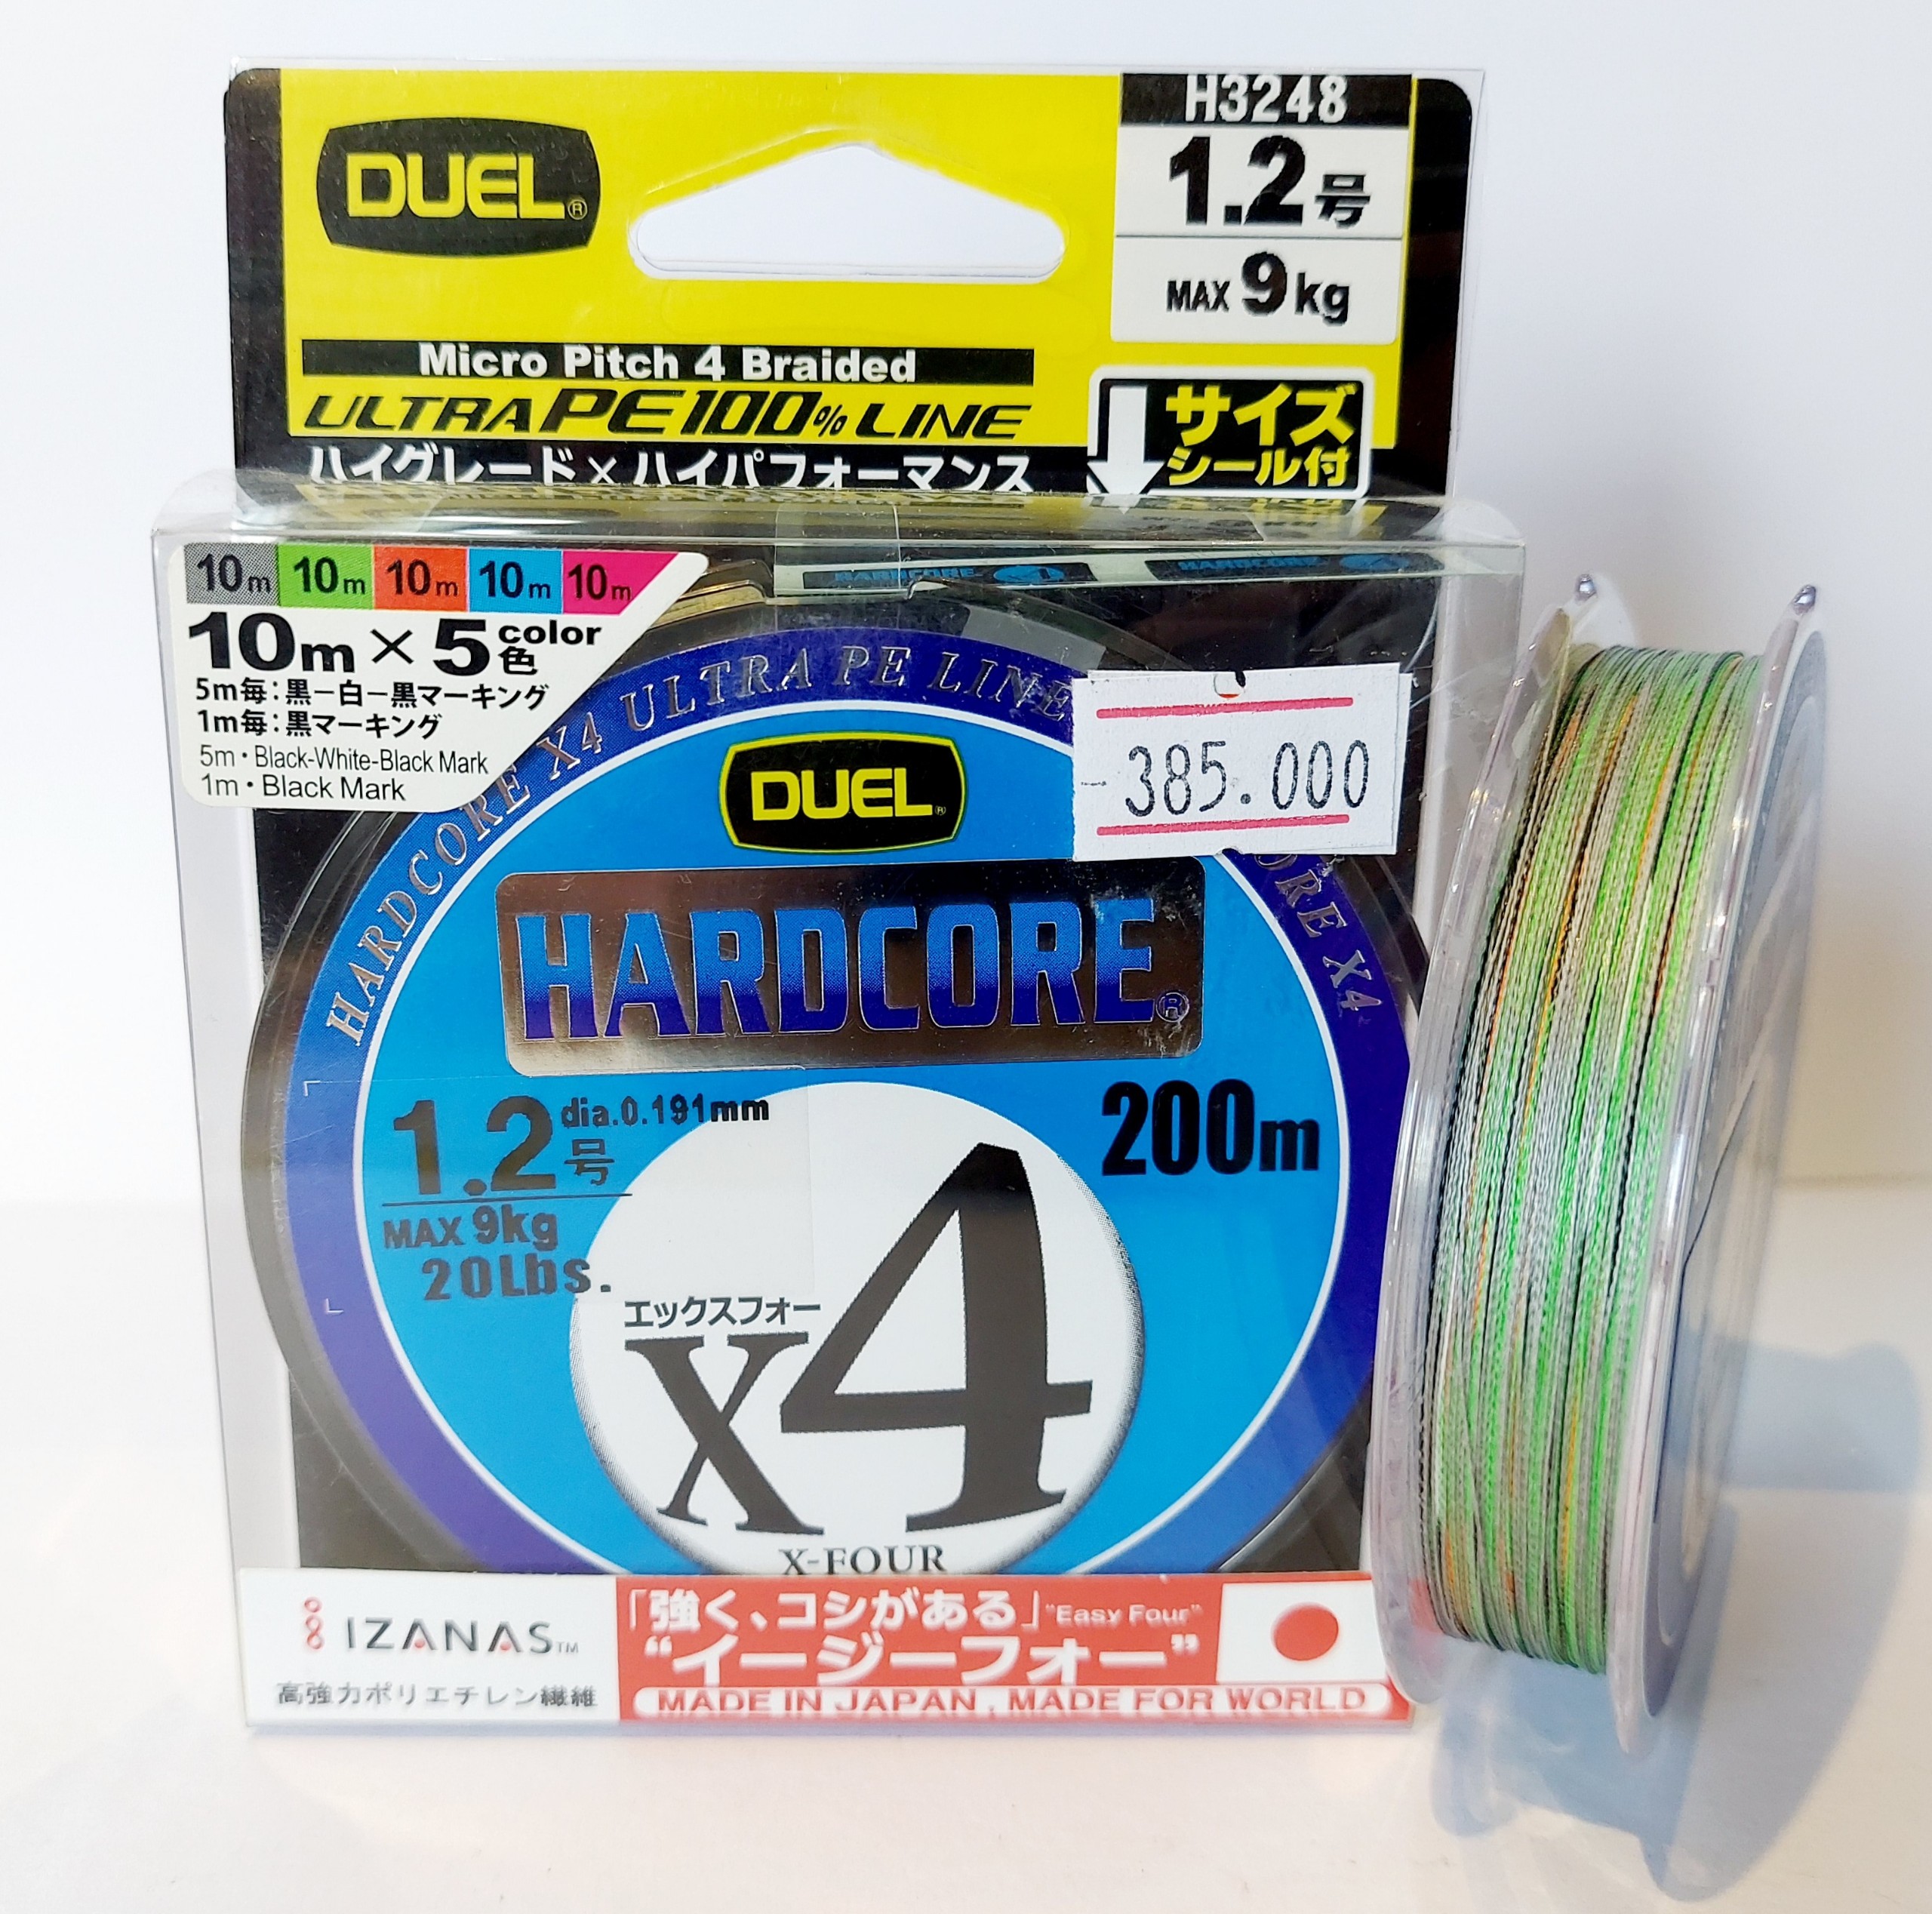 DUEL®
H3248
1.2号
MAX 9kg
Micro Pitch 4 Braided
ULTRA PE100% LINE
ハイグレード×ハイパフォーマンス
サイズ
シール付
10m 10m 10m 10m 10m
10m×5色 color
5m毎:黒ー白ー黒マーキング
1m毎:黒マーキング
5m・Black-White-Black Mark
1m・Black Mark
HARDCORE X4 ULTRA PE LINE
ORE X4
-385.000
DUEL®
HARDCORE®
1.2号 dia.0.191mm
MAX 9kg
20Lbs.
200m
エックスフォー
X4
X-FOUR
IZANAS™
高強力ポリエチレン繊維
「強く、コシがある」"Easy Four"
“イージーフォー”
MADE IN JAPAN, MADE FOR WORLD